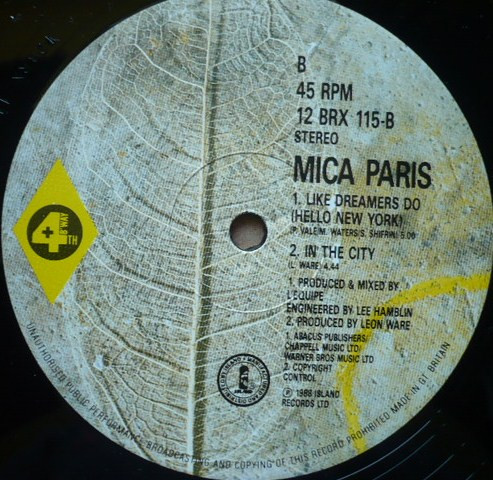 B
45 RPM
12 BRX 115-B
STEREO
MICA PARIS
1. LIKE DREAMERS DO
(HELLO NEW YORK)
(P. VALE/M. WATERS/S. SHIFRIN) 5.06
2. IN THE CITY
(L. WARE) 4.44
1. PRODUCED & MIXED BY
L'EQUIPE
ENGINEERED BY LEE HAMBLIN
2. PRODUCED BY LEON WARE
1. ABACUS PUBLISHERS/
CHAPPELL MUSIC LTD/
WARNER BROS MUSIC LTD
2. COPYRIGHT
CONTROL
℗ 1988 ISLAND
RECORDS LTD
4TH
+
B'WAY
ISLAND
UNAUTHORISED PUBLIC PERFORMANCE, BROADCASTING AND COPYING OF THIS RECORD PROHIBITED MADE IN GT. BRITAIN